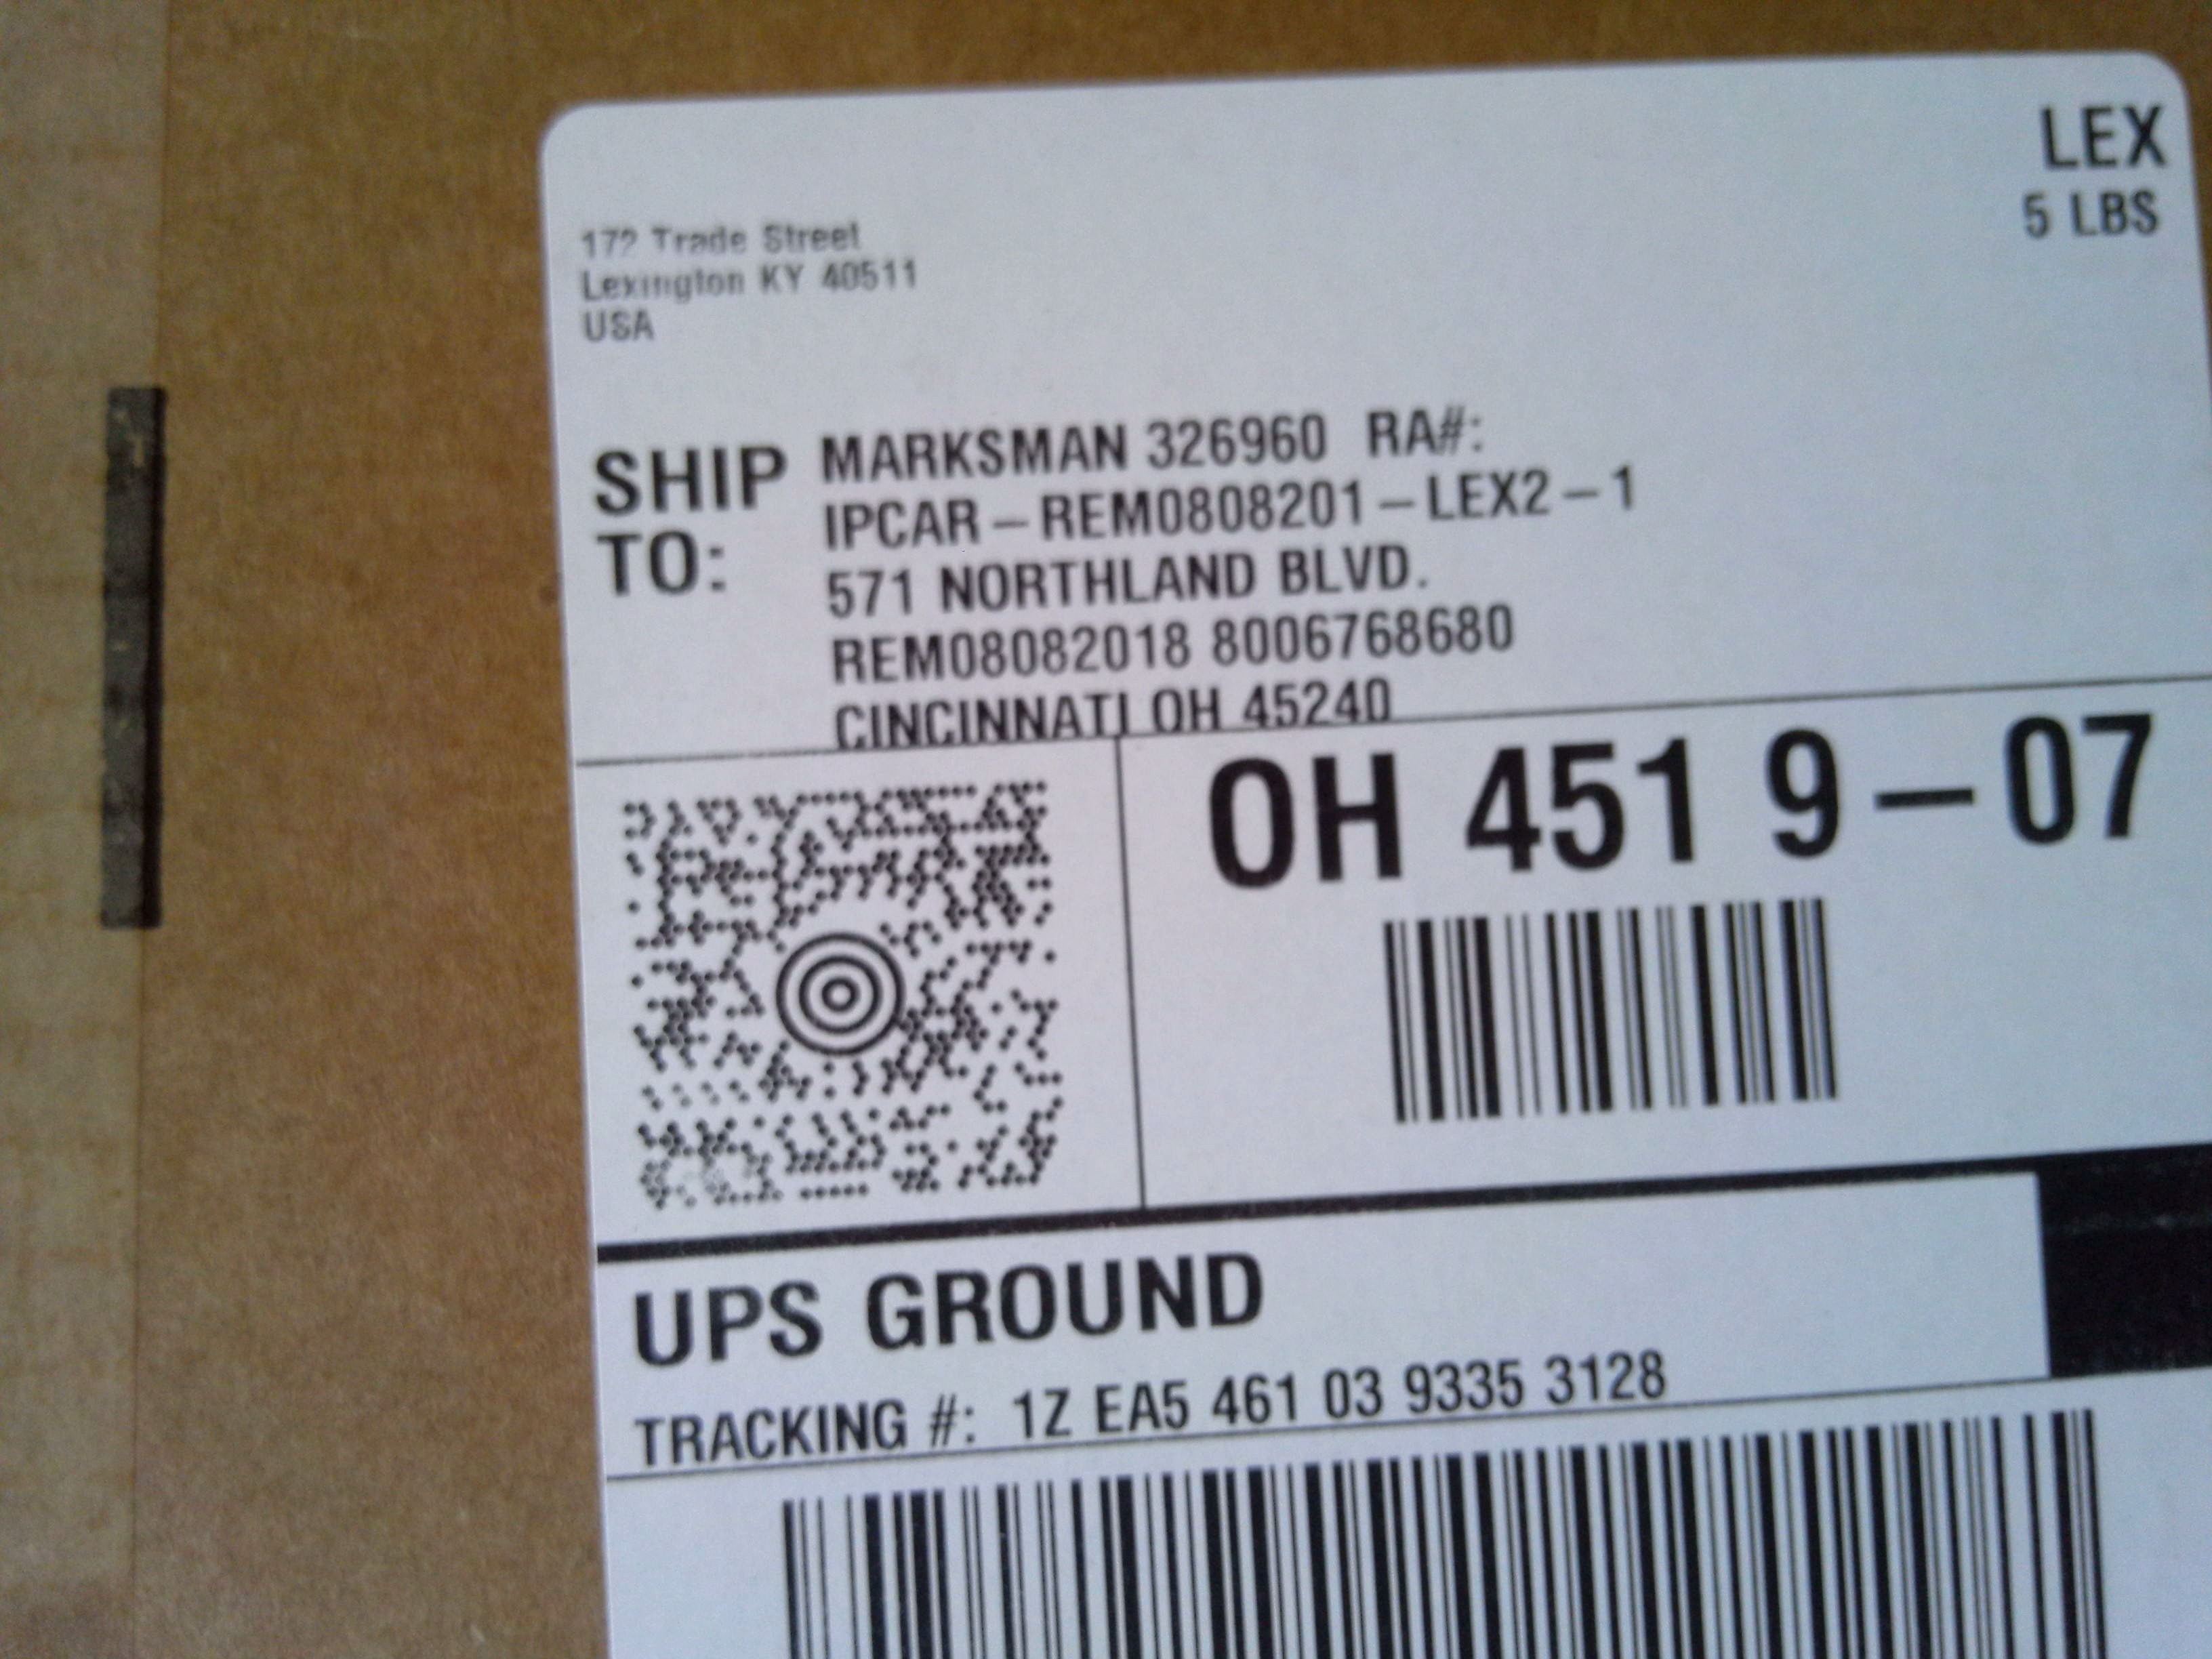 LEX
5 LBS
172 Trade Street
Lexington KY 40511
USA
SHIP TO:
MARKSMAN 326960 RA#:
IPCAR-REM0808201-LEX2-1
571 NORTHLAND BLVD.
REM08082018 8006768680
CINCINNATI OH 45240
OH 451 9-07
UPS GROUND
TRACKING #: 1Z EA5 461 03 9335 3128